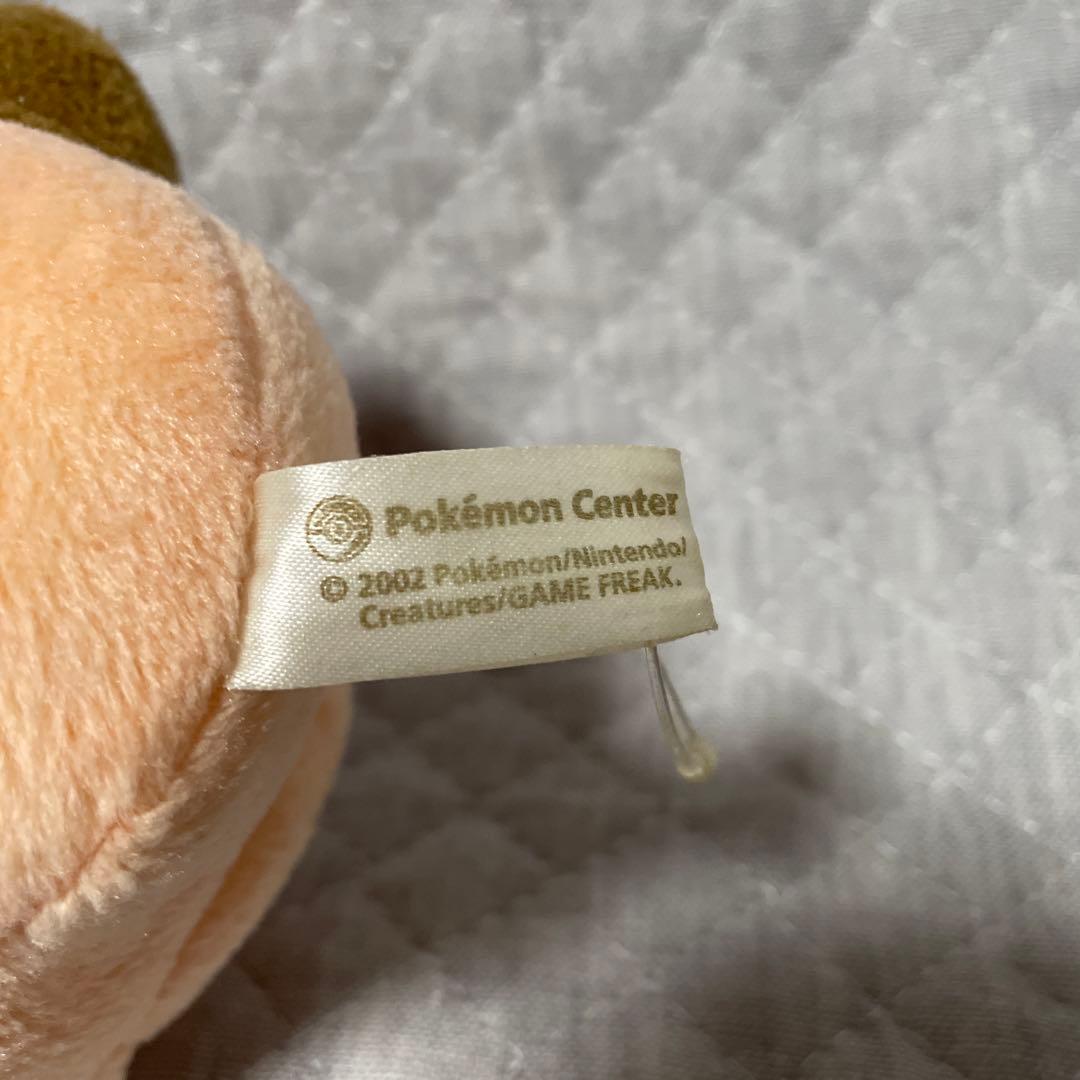 Pokémon Center
© 2002 Pokémon/Nintendo/
Creatures/GAME FREAK.